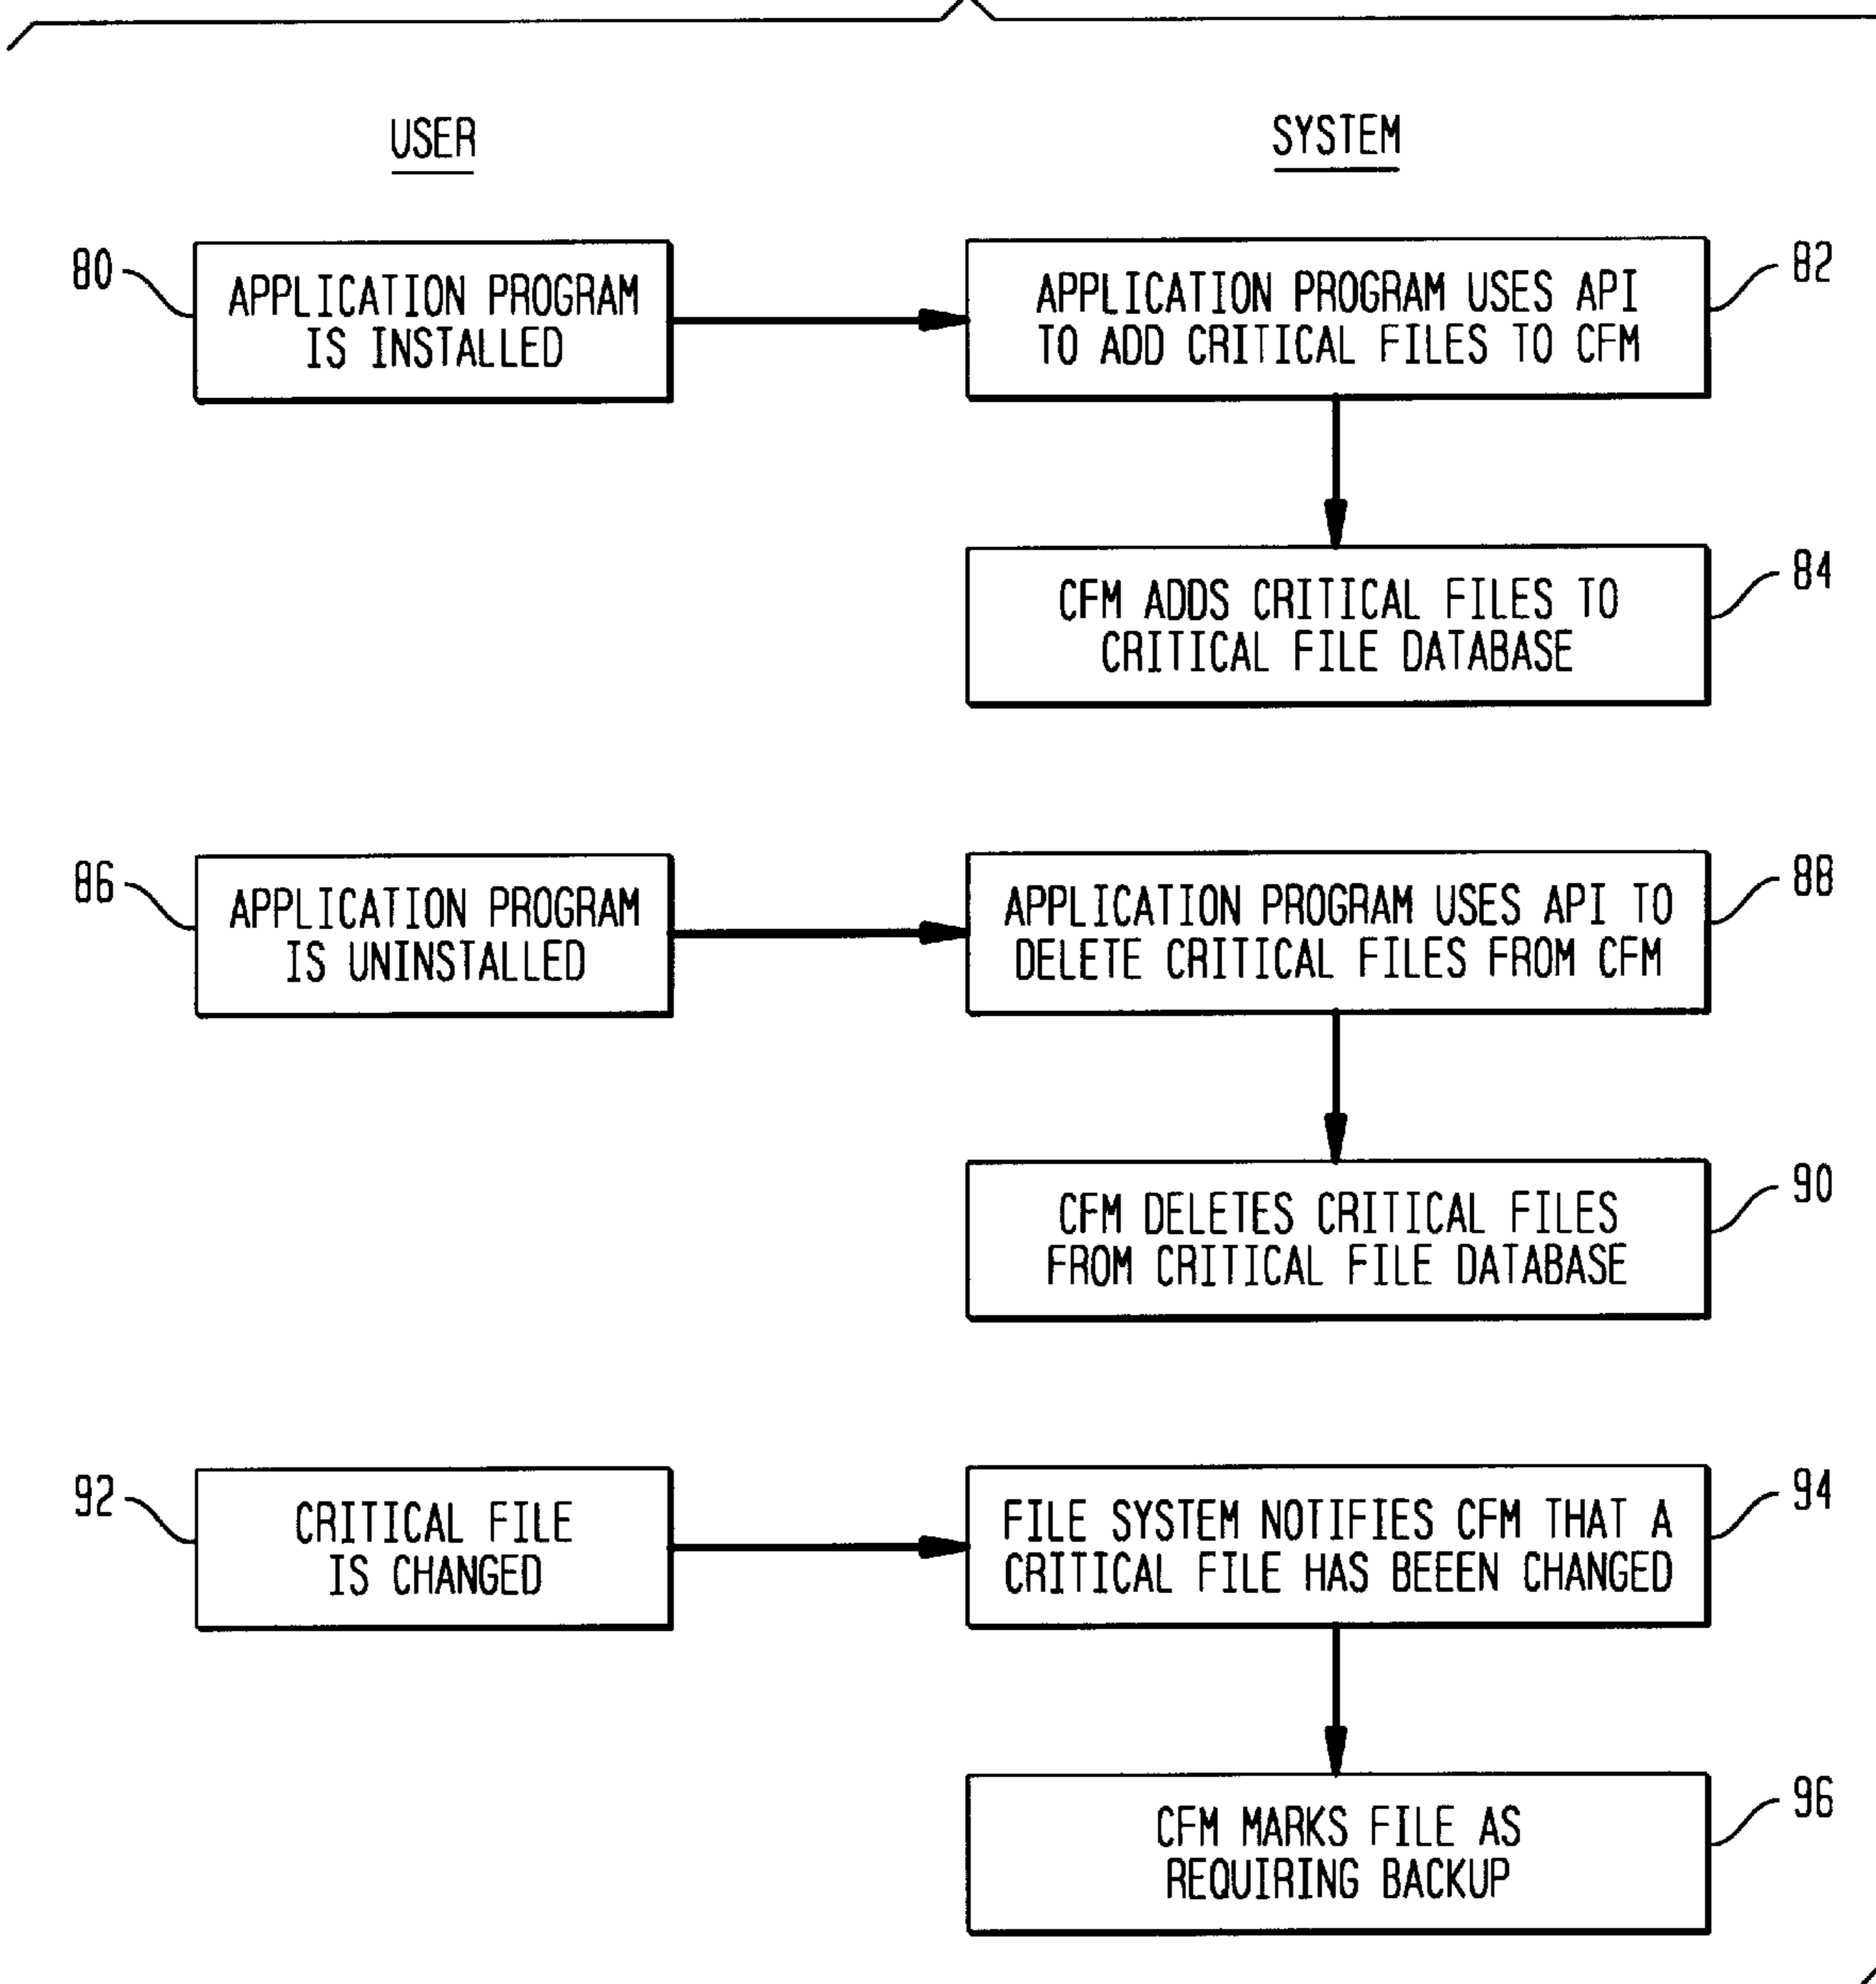 USER
SYSTEM
80
APPLICATION PROGRAM
IS INSTALLED
APPLICATION PROGRAM USES API
TO ADD CRITICAL FILES TO CFM
82
CFM ADDS CRITICAL FILES TO
CRITICAL FILE DATABASE
84
86
APPLICATION PROGRAM
IS UNINSTALLED
APPLICATION PROGRAM USES API TO
DELETE CRITICAL FILES FROM CFM
88
CFM DELETES CRITICAL FILES
FROM CRITICAL FILE DATABASE
90
92
CRITICAL FILE
IS CHANGED
FILE SYSTEM NOTIFIES CFM THAT A
CRITICAL FILE HAS BEEEN CHANGED
94
CFM MARKS FILE AS
REQUIRING BACKUP
96